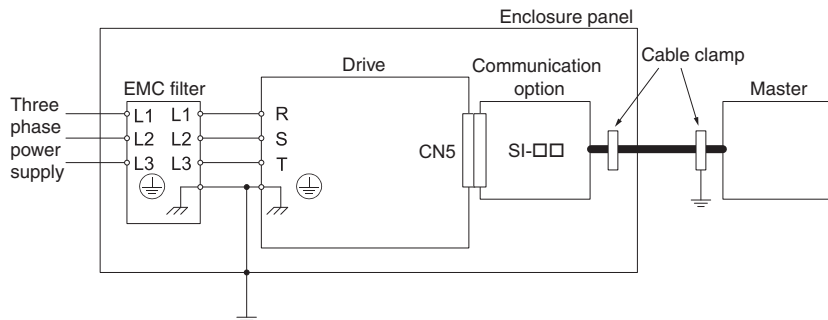 Enclosure panel
Cable clamp
Drive
Communication
option
Master
EMC filter
Three
phase
power
supply
L1 L1 R
L2 L2 S
L3 L3 T
CN5
SI-□□